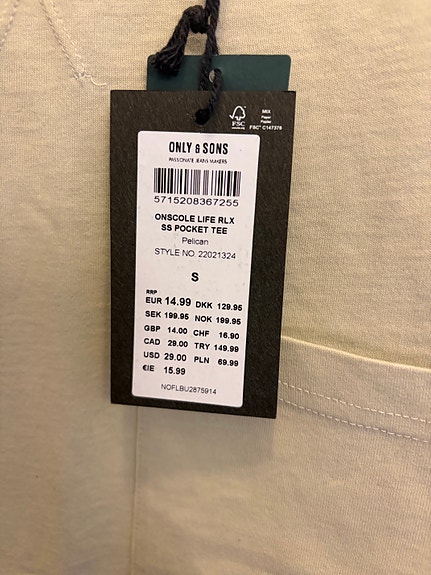 FSC
MIX
Paper
Papier
FSC® C147376
ONLY & SONS
PASSIONATE JEANS MAKERS
5715208367255
ONSCOLE LIFE RLX
SS POCKET TEE
Pelican
STYLE NO. 22021324
S
RRP
EUR 14.99 DKK 129.95
SEK 199.95 NOK 199.95
GBP 14.00 CHF 16.90
CAD 29.00 TRY 149.99
USD 29.00 PLN 69.99
€IE 15.99
NOFLBU2875914